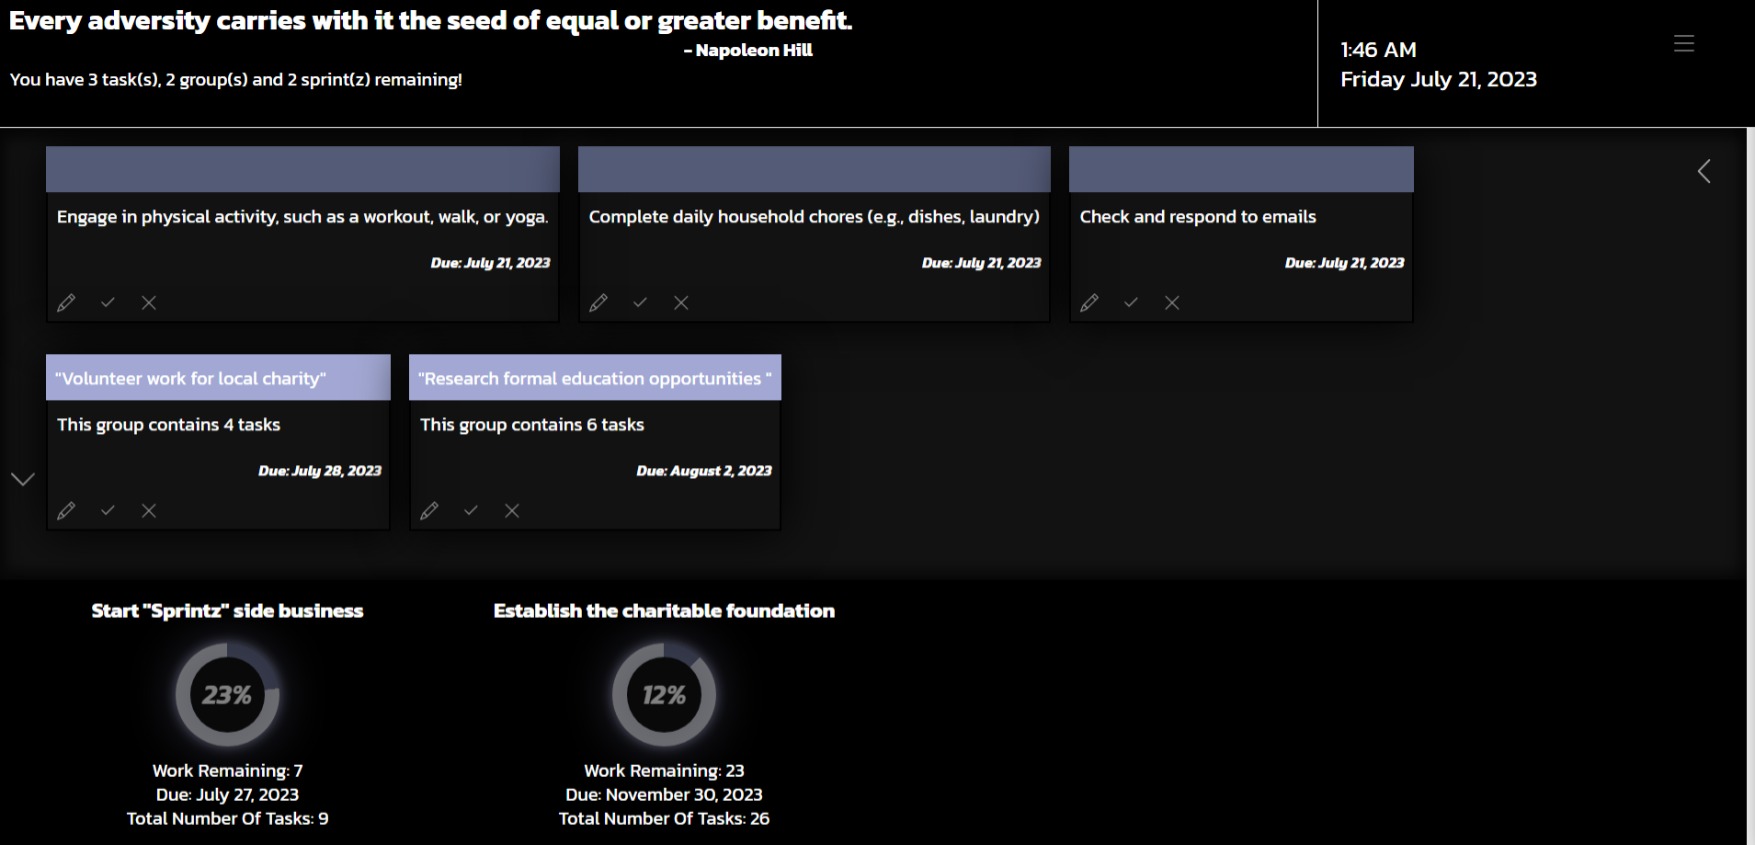 Every adversity carries with it the seed of equal or greater benefit.
- Napoleon Hill
You have 3 task(s), 2 group(s) and 2 sprint(z) remaining!
1:46 AM
Friday July 21, 2023
Engage in physical activity, such as a workout, walk, or yoga.
Due: July 21, 2023
Complete daily household chores (e.g., dishes, laundry)
Due: July 21, 2023
Check and respond to emails
Due: July 21, 2023
"Volunteer work for local charity"
This group contains 4 tasks
Due: July 28, 2023
"Research formal education opportunities "
This group contains 6 tasks
Due: August 2, 2023
Start "Sprintz" side business
23%
Work Remaining: 7
Due: July 27, 2023
Total Number Of Tasks: 9
Establish the charitable foundation
12%
Work Remaining: 23
Due: November 30, 2023
Total Number Of Tasks: 26